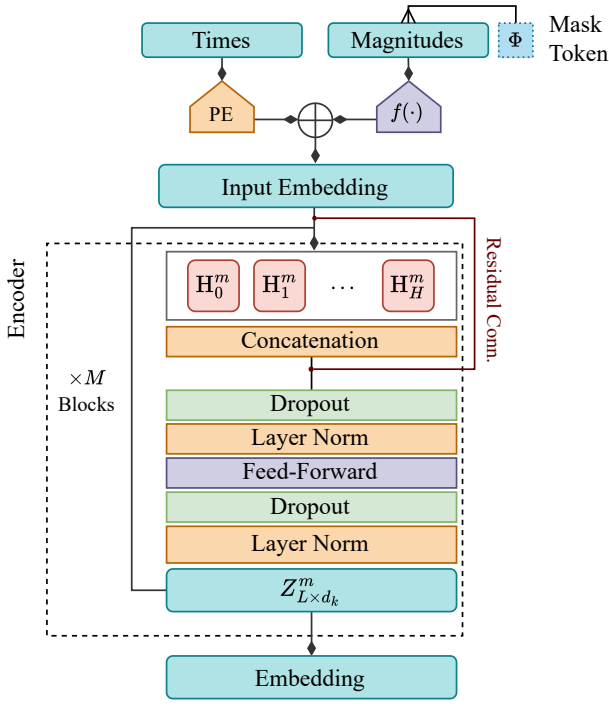 Times
Magnitudes
Φ
Mask
Token
PE
f(·)
Input Embedding
Encoder
H_0^m H_1^m ... H_H^m
Residual Conn.
Concatenation
×M
Blocks
Dropout
Layer Norm
Feed-Forward
Dropout
Layer Norm
Z_{L×d_k}^m
Embedding